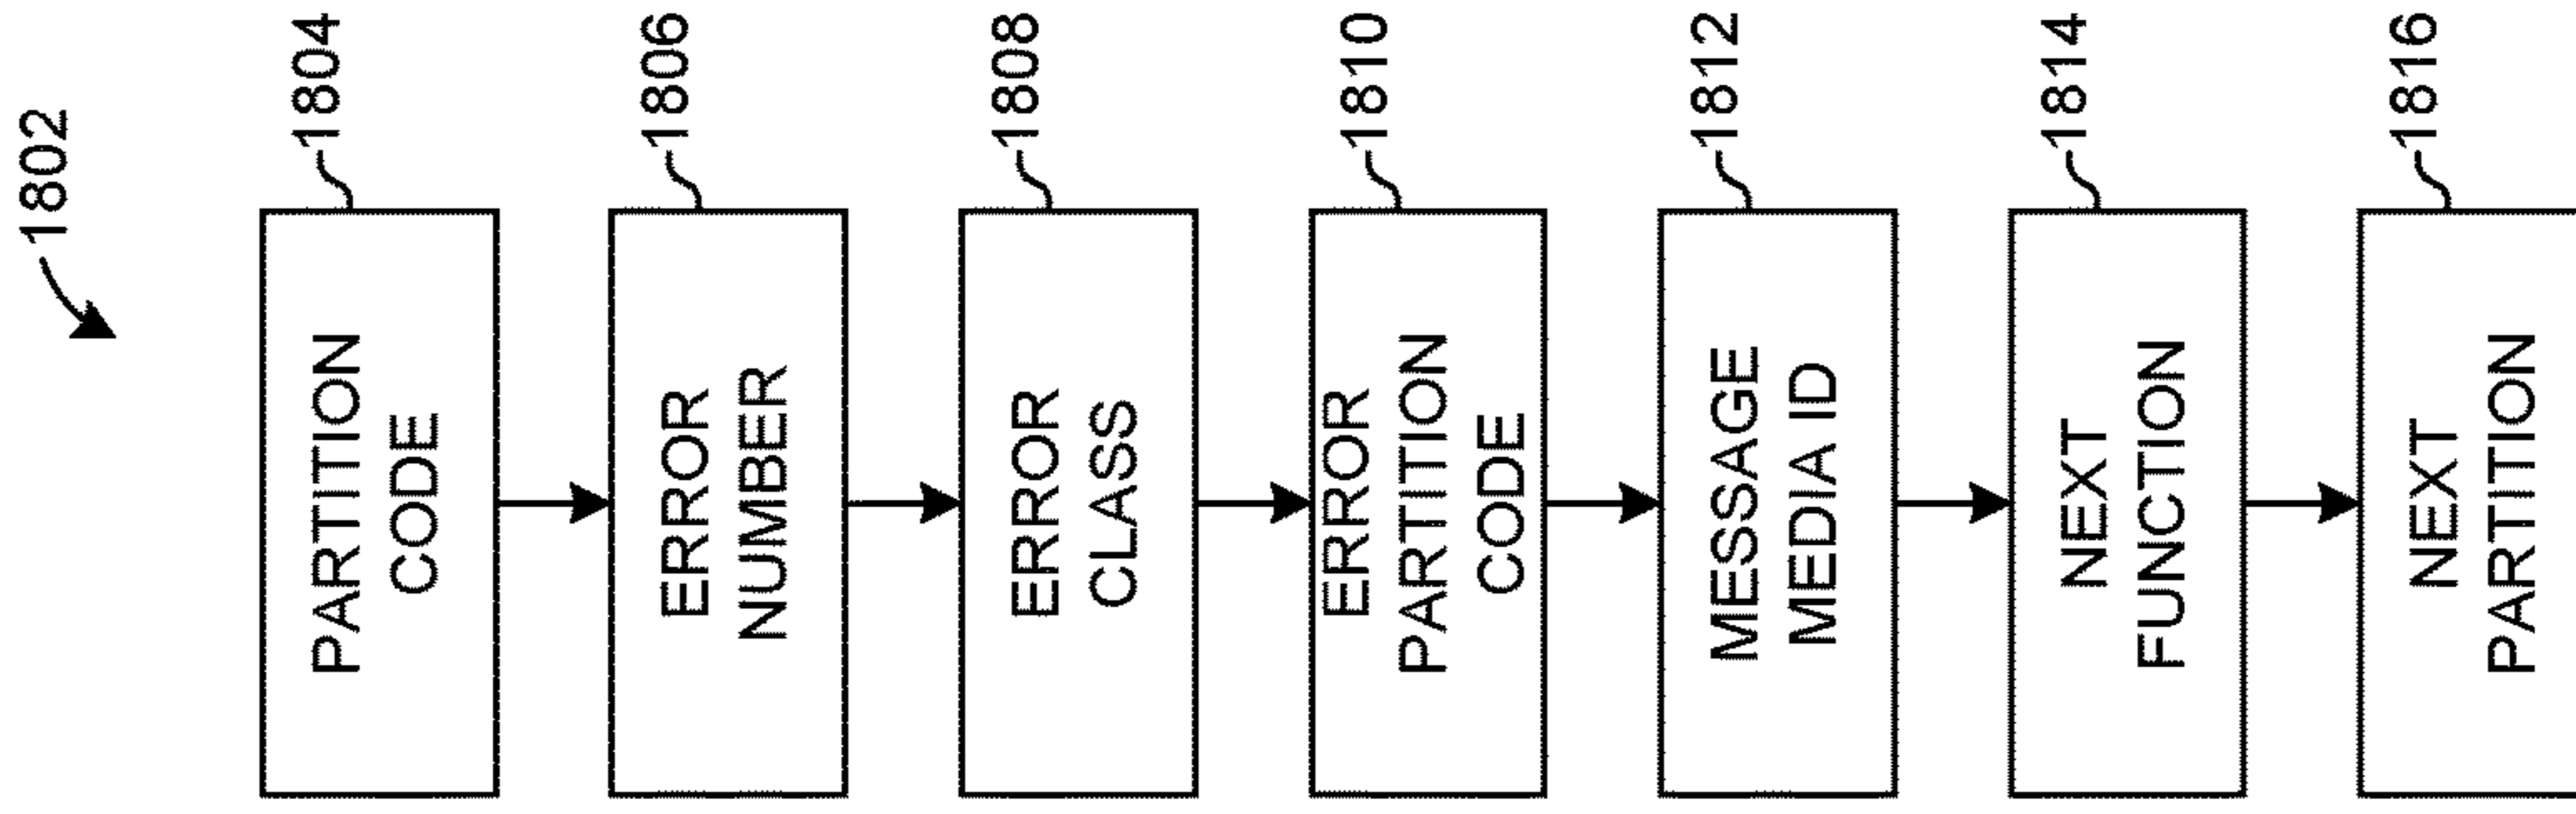 1802
PARTITION
CODE
1804
ERROR
NUMBER
1806
ERROR
CLASS
1808
ERROR
PARTITION
CODE
1810
MESSAGE
MEDIA ID
1812
NEXT
FUNCTION
1814
NEXT
PARTITION
1816